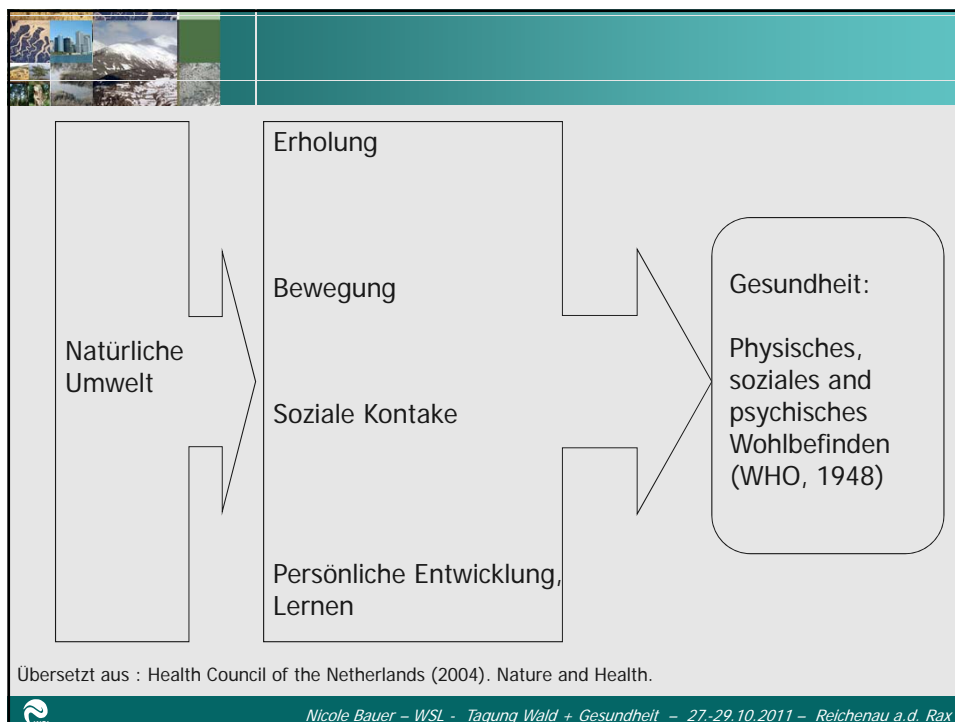 Natürliche
Umwelt
Erholung
Bewegung
Soziale Kontake
Persönliche Entwicklung,
Lernen
Gesundheit:
Physisches,
soziales and
psychisches
Wohlbefinden
(WHO, 1948)
Übersetzt aus : Health Council of the Netherlands (2004). Nature and Health.
Nicole Bauer – WSL - Tagung Wald + Gesundheit – 27.-29.10.2011 – Reichenau a.d. Rax